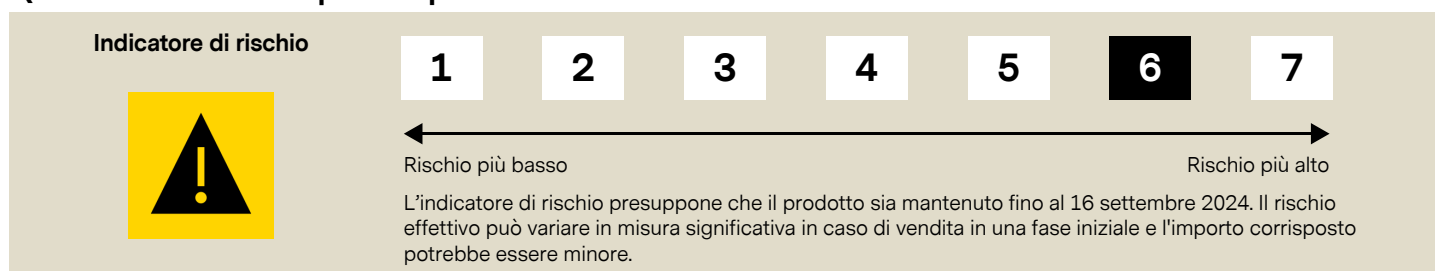 Indicatore di rischio
1 2 3 4 5 6 7
Rischio più basso Rischio più alto
L'indicatore di rischio presuppone che il prodotto sia mantenuto fino al 16 settembre 2024. Il rischio
effettivo può variare in misura significativa in caso di vendita in una fase iniziale e l'importo corrisposto
potrebbe essere minore.